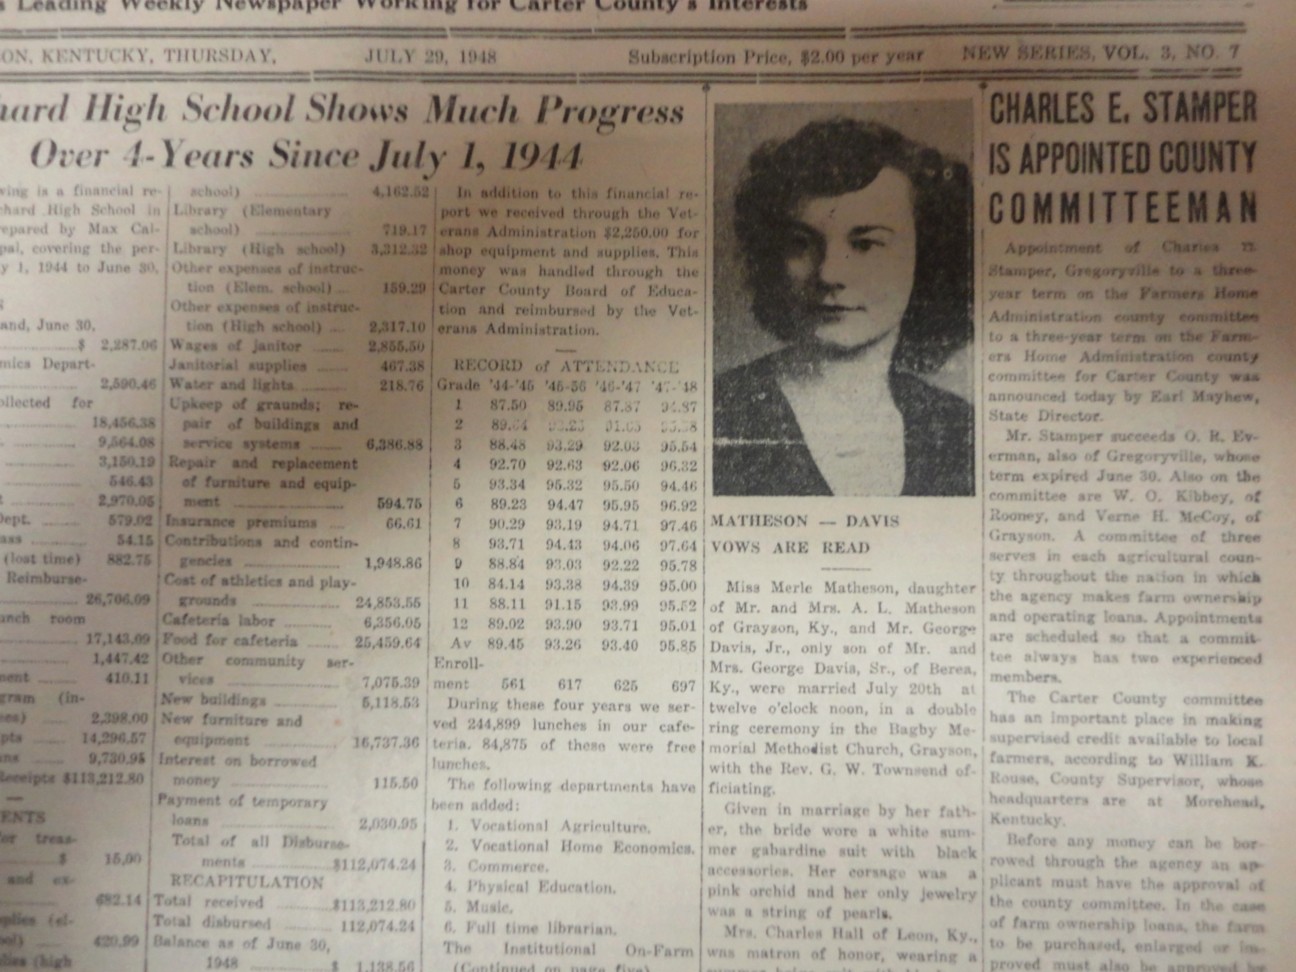 Leading Weekly Newspaper Working for Carter County's Interests
ON, KENTUCKY, THURSDAY, JULY 29, 1948 Subscription Price, $2.00 per year NEW SERIES, VOL. 3, NO. 7
hard High School Shows Much Progress
Over 4-Years Since July 1, 1944
wing is a financial re-
chard High School in
repared by Max Cal-
pal, covering the per-
y 1, 1944 to June 30,
and, June 30,
$ 2,287.06
mics Depart-
2,590.46
ollected for
18,456.38
9,564.08
3,150.19
546.43
2,970.05
Dept. 579.02
ass 54.15
(lost time) 882.75
Reimburse-
26,706.09
unch room
17,143.09
1,447.42
ment 410.11
gram (in-
es) 2,398.00
pts 14,296.57
ns 9,730.95
Receipts $113,212.80
ENTS
for treas-
$ 15.00
and ex-
682.14
pplies (el-
ool) 420.99
plies (high
school) 4,162.52
Library (Elementary
school) 719.17
Library (High school) 3,312.32
Other expenses of instruc-
tion (Elem. school) 159.29
Other expenses of instruc-
tion (High school) 2,317.10
Wages of janitor 2,855.50
Janitorial supplies 467.38
Water and lights 218.76
Upkeep of graunds; re-
pair of buildings and
service systems 6,386.88
Repair and replacement
of furniture and equip-
ment 594.75
Insurance premiums 66.61
Contributions and contin-
gencies 1,948.86
Cost of athletics and play-
grounds 24,853.55
Cafeteria labor 6,356.05
Food for cafeteria 25,459.64
Other community ser-
vices 7,075.39
New buildings 5,118.53
New furniture and
equipment 16,737.36
Interest on borrowed
money 115.50
Payment of temporary
loans 2,030.95
Total of all Disburse-
ments $112,074.24
RECAPITULATION
Total received $113,212.80
Total disbursed 112,074.24
Balance as of June 30,
1948 $ 1,138.56
In addition to this financial re-
port we received through the Vet-
erans Administration $2,250.00 for
shop equipment and supplies. This
money was handled through the
Carter County Board of Educa-
tion and reimbursed by the Vet-
erans Administration.
RECORD of ATTENDANCE
Grade '44-'45 '45-56 '46-'47 '47-'48
1 87.50 89.95 87.87 94.87
2
3 88.48 93.29 92.03 95.54
4 92.70 92.63 92.06 96.32
5 93.34 95.32 95.50 94.46
6 89.23 94.47 95.95 96.92
7 90.29 93.19 94.71 97.46
8 93.71 94.43 94.06 97.64
9 88.84 93.03 92.22 95.78
10 84.14 93.38 94.39 95.00
11 88.11 91.15 93.99 95.52
12 89.02 93.90 93.71 95.01
Av 89.45 93.26 93.40 95.85
Enroll-
ment 561 617 625 697
During these four years we ser-
ved 244,899 lunches in our cafe-
teria. 84,875 of these were free
lunches.
The following departments have
been added:
1. Vocational Agriculture.
2. Vocational Home Economics.
3. Commerce.
4. Physical Education.
5. Music.
6. Full time librarian.
The Institutional On-Farm
(Continued on page five)
MATHESON — DAVIS
VOWS ARE READ
Miss Merle Matheson, daughter
of Mr. and Mrs. A. L. Matheson
of Grayson, Ky., and Mr. George
Davis, Jr., only son of Mr. and
Mrs. George Davis, Sr., of Berea,
Ky., were married July 20th at
twelve o'clock noon, in a double
ring ceremony in the Bagby Me-
morial Methodist Church, Grayson,
with the Rev. G. W. Townsend of-
ficiating.
Given in marriage by her fath-
er, the bride wore a white sum-
mer gabardine suit with black
accessories. Her corsage was a
pink orchid and her only jewelry
was a string of pearls.
Mrs. Charles Hall of Leon, Ky.,
was matron of honor, wearing a
CHARLES E. STAMPER
IS APPOINTED COUNTY
COMMITTEEMAN
Appointment of Charles
Stamper, Gregoryville to a three-
year term on the Farmers Home
Administration county committee
to a three-year term on the Farm-
ers Home Administration county
committee for Carter County was
announced today by Earl Mayhew,
State Director.
Mr. Stamper succeeds O. R. Ev-
erman, also of Gregoryville, whose
term expired June 30. Also on the
committee are W. O. Kibbey, of
Rooney, and Verne H. McCoy, of
Grayson. A committee of three
serves in each agricultural coun-
ty throughout the nation in which
the agency makes farm ownership
and operating loans. Appointments
are scheduled so that a commit-
tee always has two experienced
members.
The Carter County committee
has an important place in making
supervised credit available to local
farmers, according to William K.
Rouse, County Supervisor, whose
headquarters are at Morehead,
Kentucky.
Before any money can be bor-
rowed through the agency an ap-
plicant must have the approval of
the county committee. In the case
of farm ownership loans, the farm
to be purchased, enlarged or im-
proved must also be approved by